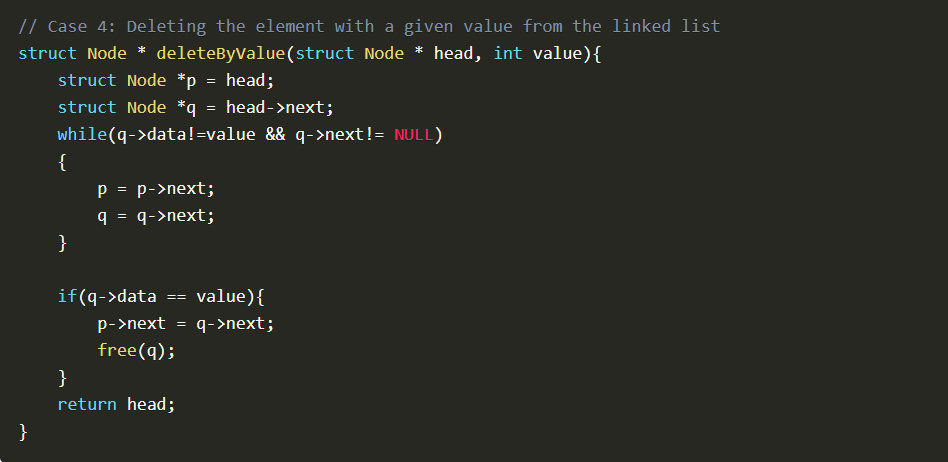 // Case 4: Deleting the element with a given value from the linked list
struct Node * deleteByValue(struct Node * head, int value){
    struct Node *p = head;
    struct Node *q = head->next;
    while(q->data!=value && q->next!= NULL)
    {
        p = p->next;
        q = q->next;
    }

    if(q->data == value){
        p->next = q->next;
        free(q);
    }
    return head;
}